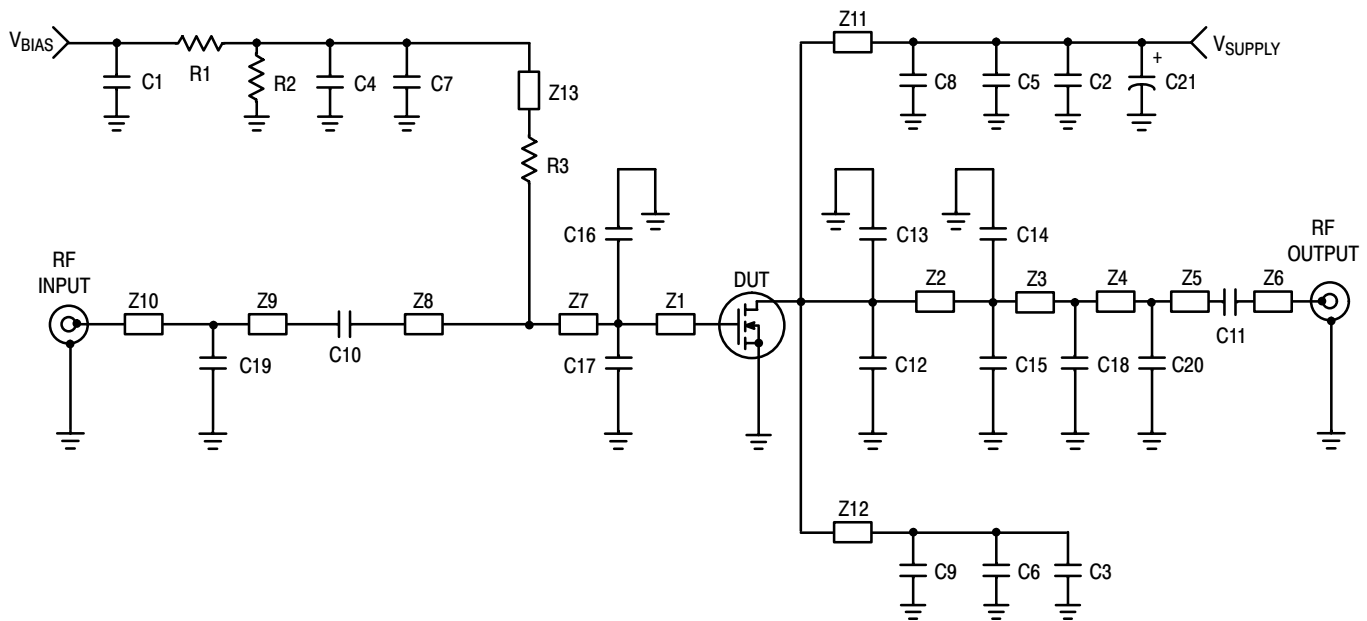 Z11
VBIAS
R1
C1
R2
C4
C7
Z13
R3
C8
C5
C2
+
C21
VSUPPLY
C16
C13
C14
RF
INPUT
RF
OUTPUT
Z10
Z9
Z8
Z7
Z1
DUT
Z2
Z3
Z4
Z5
Z6
C19
C10
C17
C12
C15
C18
C20
C11
Z12
C9
C6
C3